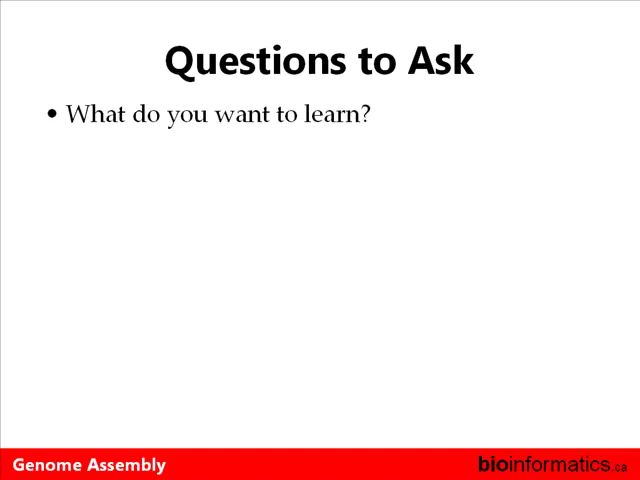 Questions to Ask
• What do you want to learn?
Genome Assembly
bioinformatics.ca